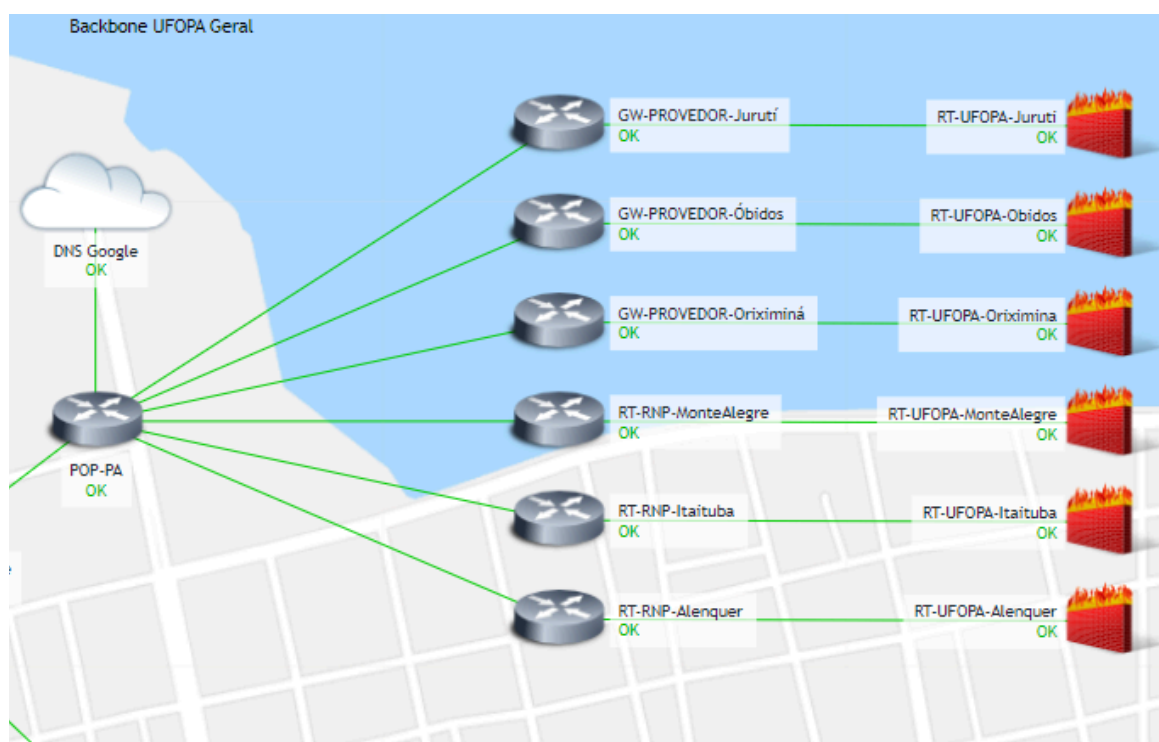 Backbone UFOPA Geral
GW-PROVEDOR-Jurutí
OK
RT-UFOPA-Juruti
OK
DNS Google
OK
GW-PROVEDOR-Óbidos
OK
RT-UFOPA-Obidos
OK
GW-PROVEDOR-Oriximiná
OK
RT-UFOPA-Oriximina
OK
POP-PA
OK
RT-RNP-MonteAlegre
OK
RT-UFOPA-MonteAlegre
OK
RT-RNP-Itaituba
OK
RT-UFOPA-Itaituba
OK
RT-RNP-Alenquer
OK
RT-UFOPA-Alenquer
OK